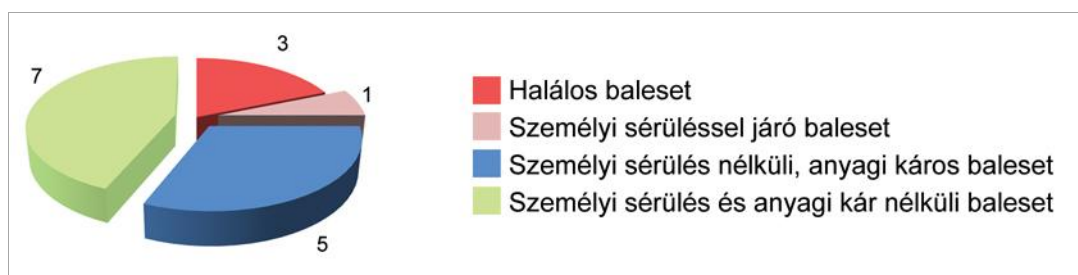 3
7
1
5
Halálos baleset
Személyi sérüléssel járó baleset
Személyi sérülés nélküli, anyagi káros baleset
Személyi sérülés és anyagi kár nélküli baleset